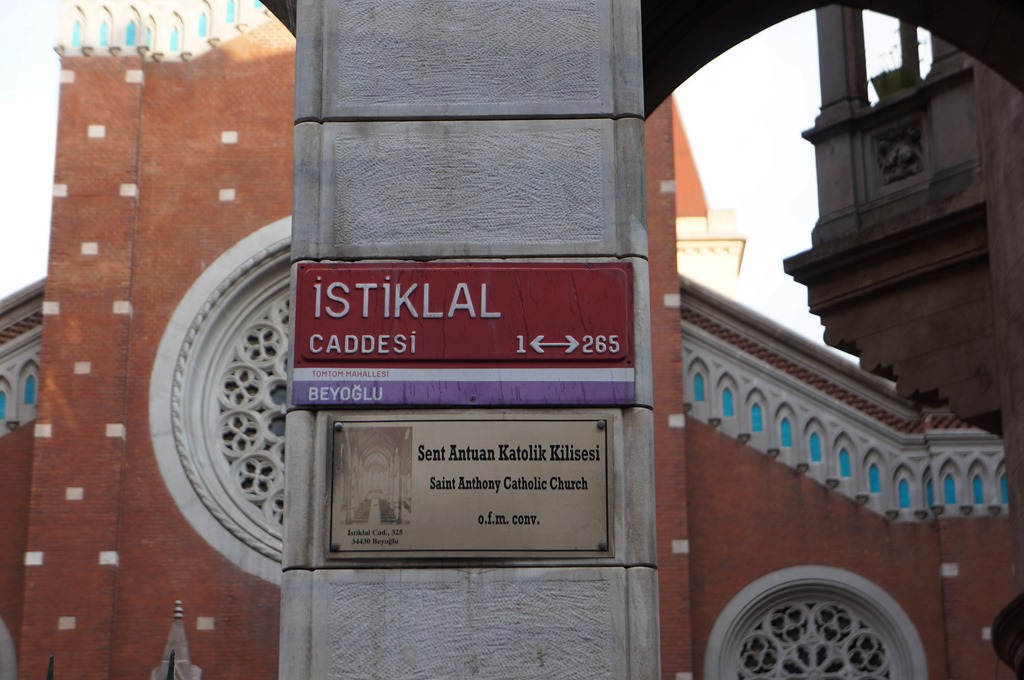 İSTİKLAL
CADDESİ 1↔265
TOMTOM MAHALLESİ
BEYOĞLU
Sent Antuan Katolik Kilisesi
Saint Anthony Catholic Church
o.f.m. conv.
Istiklal Cad., 325
34430 Beyoğlu